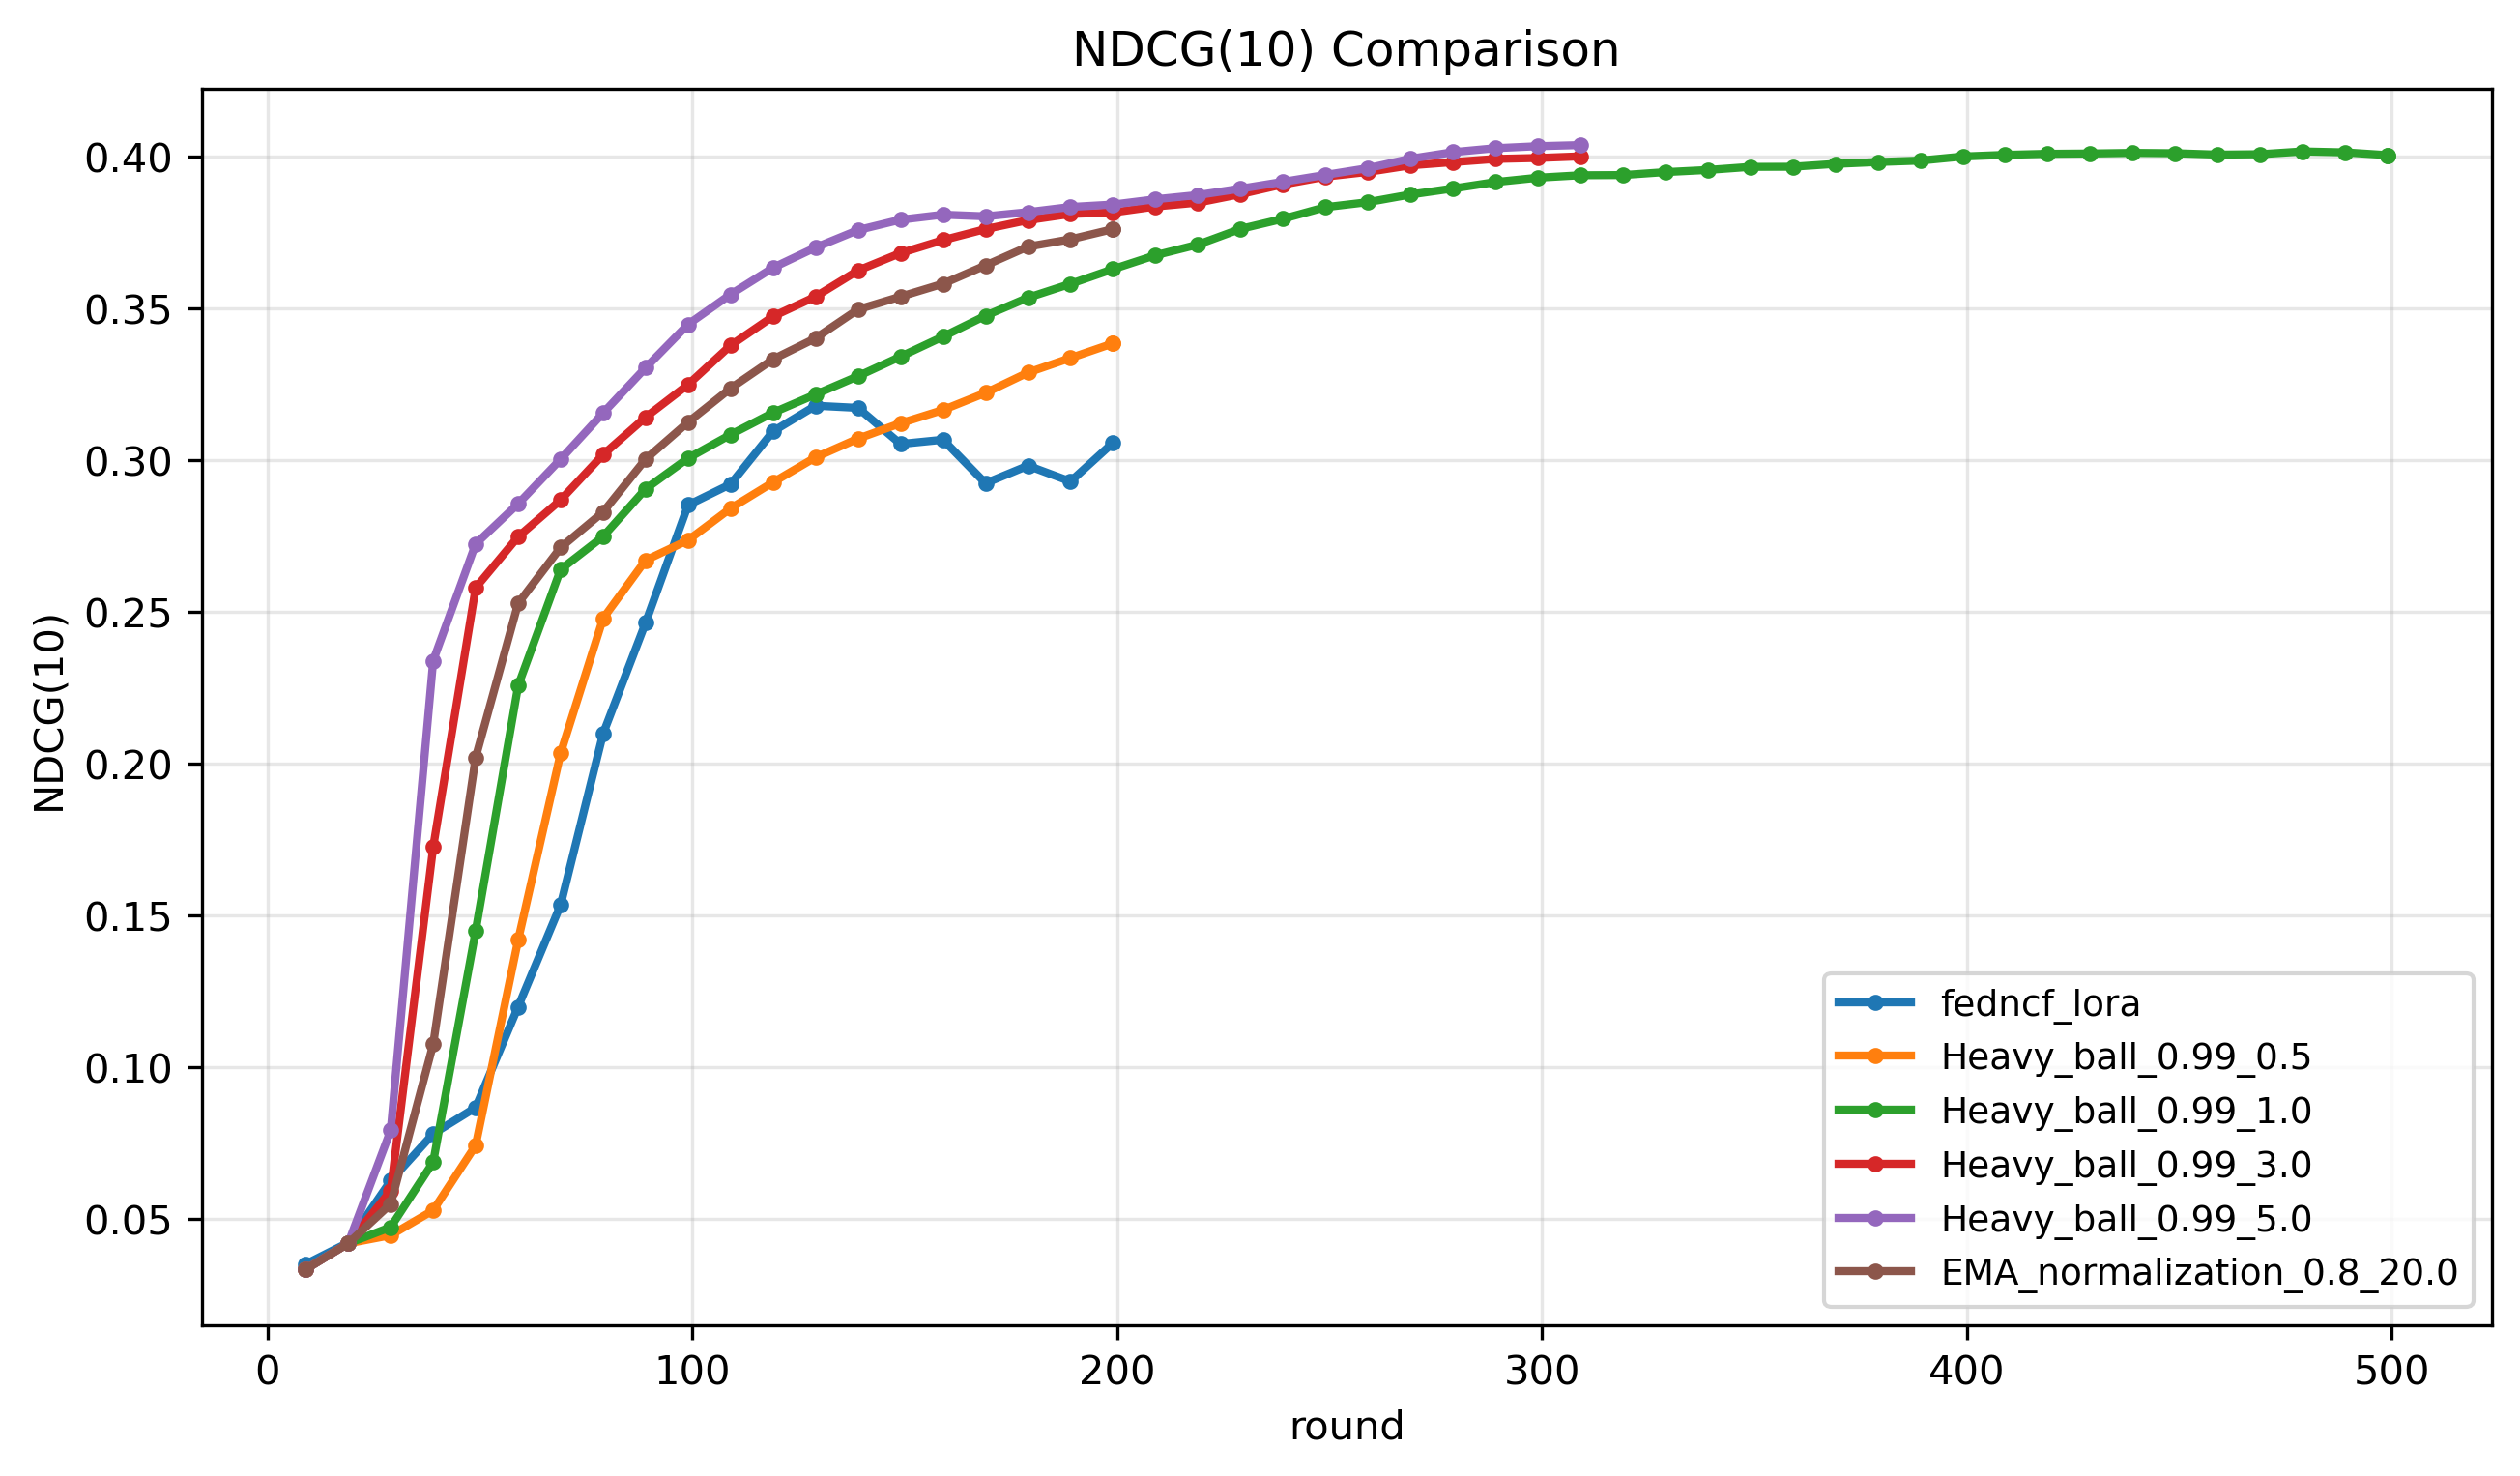 NDCG(10) Comparison
NDCG(10)
0.40
0.35
0.30
0.25
0.20
0.15
0.10
0.05
0 100 200 300 400 500
round
fedncf_lora
Heavy_ball_0.99_0.5
Heavy_ball_0.99_1.0
Heavy_ball_0.99_3.0
Heavy_ball_0.99_5.0
EMA_normalization_0.8_20.0